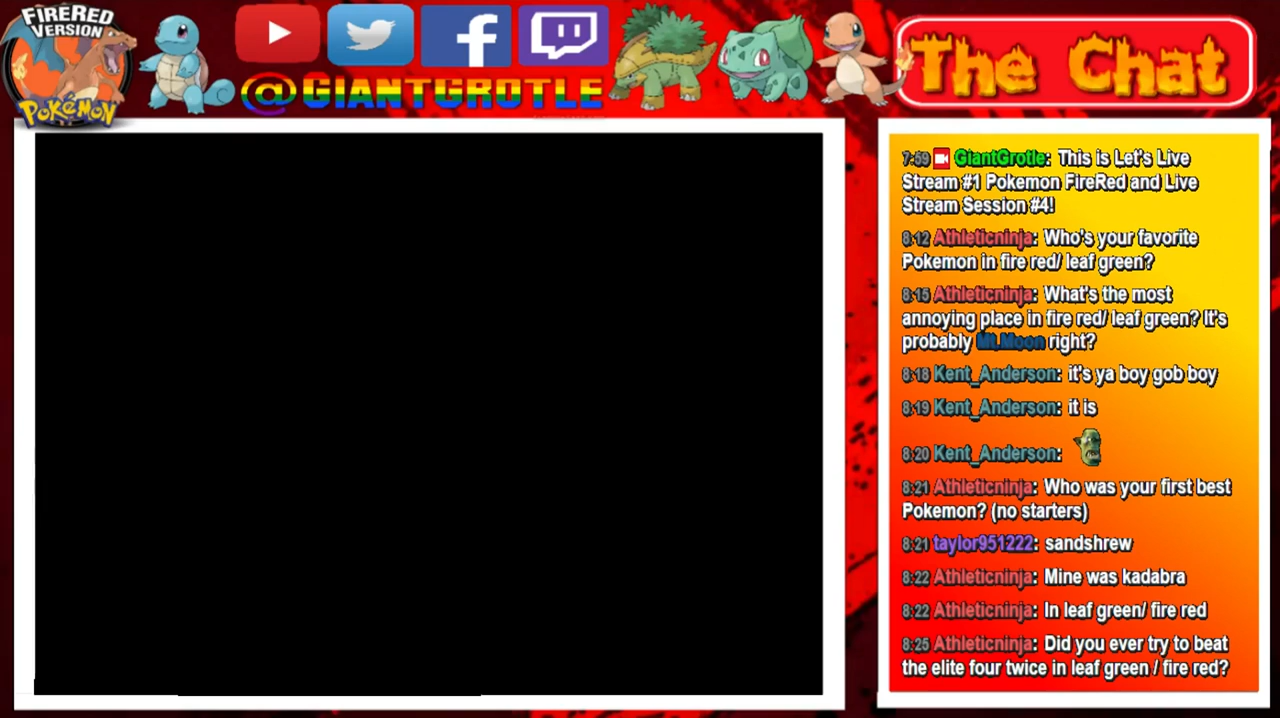 FIRERED
VERSION
POKéMON
@GIANTGROTLE
The Chat
7:59 GiantGrotle: This is Let's Live
Stream #1 Pokemon FireRed and Live
Stream Session #4!
8:12 Athleticninja: Who's your favorite
Pokemon in fire red/ leaf green?
8:15 Athleticninja: What's the most
annoying place in fire red/ leaf green? It's
probably Mt.Moon right?
8:18 Kent_Anderson: it's ya boy gob boy
8:19 Kent_Anderson: it is
8:20 Kent_Anderson:
8:21 Athleticninja: Who was your first best
Pokemon? (no starters)
8:21 taylor951222: sandshrew
8:22 Athleticninja: Mine was kadabra
8:22 Athleticninja: In leaf green/ fire red
8:25 Athleticninja: Did you ever try to beat
the elite four twice in leaf green / fire red?